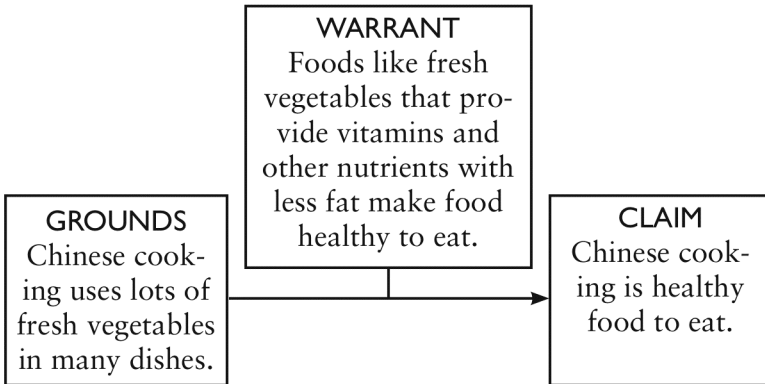 WARRANT
Foods like fresh
vegetables that pro-
vide vitamins and
other nutrients with
less fat make food
healthy to eat.
GROUNDS
Chinese cook-
ing uses lots of
fresh vegetables
in many dishes.
CLAIM
Chinese cook-
ing is healthy
food to eat.